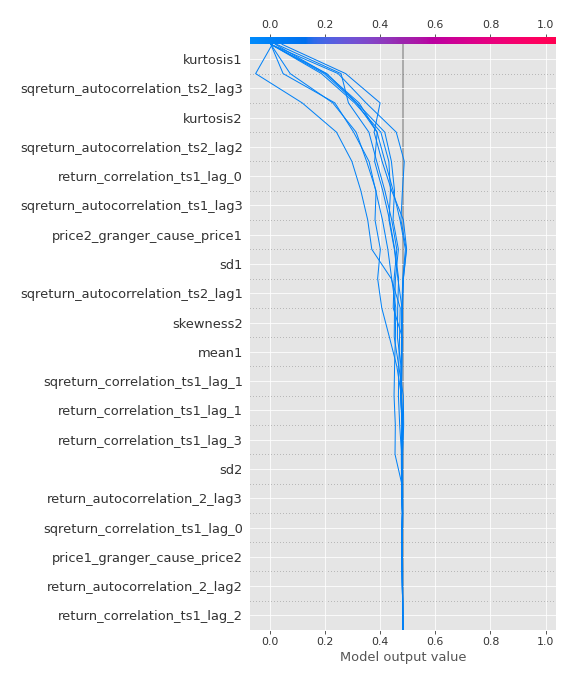 0.0 0.2 0.4 0.6 0.8 1.0
kurtosis1
sqreturn_autocorrelation_ts2_lag3
kurtosis2
sqreturn_autocorrelation_ts2_lag2
return_correlation_ts1_lag_0
sqreturn_autocorrelation_ts1_lag3
price2_granger_cause_price1
sd1
sqreturn_autocorrelation_ts2_lag1
skewness2
mean1
sqreturn_correlation_ts1_lag_1
return_correlation_ts1_lag_1
return_correlation_ts1_lag_3
sd2
return_autocorrelation_2_lag3
sqreturn_correlation_ts1_lag_0
price1_granger_cause_price2
return_autocorrelation_2_lag2
return_correlation_ts1_lag_2
0.0 0.2 0.4 0.6 0.8 1.0
Model output value